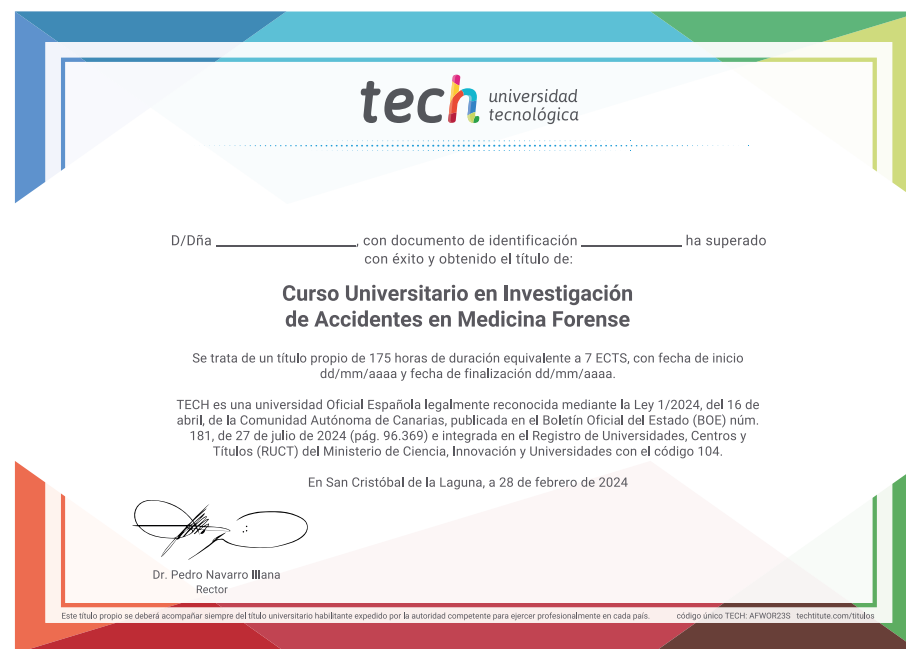 tech universidad
tecnológica
D/Dña ____________________, con documento de identificación ______________ ha superado
con éxito y obtenido el título de:
Curso Universitario en Investigación
de Accidentes en Medicina Forense
Se trata de un título propio de 175 horas de duración equivalente a 7 ECTS, con fecha de inicio
dd/mm/aaaa y fecha de finalización dd/mm/aaaa.
TECH es una universidad Oficial Española legalmente reconocida mediante la Ley 1/2024, del 16 de
abril, de la Comunidad Autónoma de Canarias, publicada en el Boletín Oficial del Estado (BOE) núm.
181, de 27 de julio de 2024 (pág. 96.369) e integrada en el Registro de Universidades, Centros y
Títulos (RUCT) del Ministerio de Ciencia, Innovación y Universidades con el código 104.
En San Cristóbal de la Laguna, a 28 de febrero de 2024
Dr. Pedro Navarro Illana
Rector
Este título propio se deberá acompañar siempre del título universitario habilitante expedido por la autoridad competente para ejercer profesionalmente en cada país. código único TECH: AFWOR23S techtitute.com/titulos